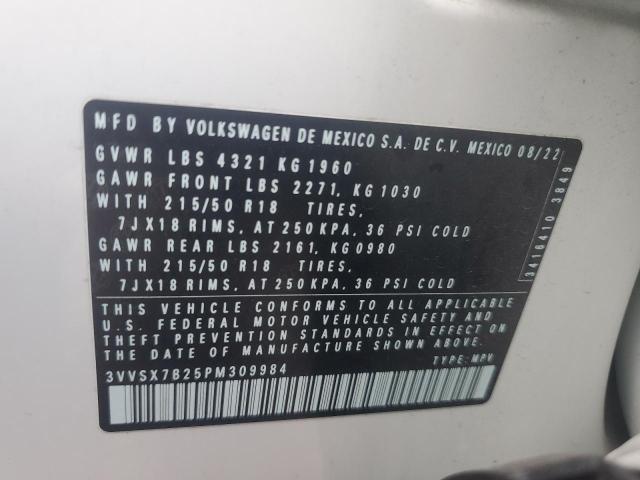 MFD BY VOLKSWAGEN DE MEXICO S.A. DE C.V. MEXICO 08/22
GVWR LBS 4321 KG 1960
GAWR FRONT LBS 2271, KG 1030
WITH 215/50 R18 TIRES,
7JX18 RIMS, AT 250 KPA, 36 PSI COLD
GAWR REAR LBS 2161, KG 0980
WITH 215/50 R18 TIRES,
7JX18 RIMS, AT 250 KPA, 36 PSI COLD
THIS VEHICLE CONFORMS TO ALL APPLICABLE
U.S. FEDERAL MOTOR VEHICLE SAFETY AND
THEFT PREVENTION STANDARDS IN EFFECT ON
THE DATE OF MANUFACTURE SHOWN ABOVE.
3VVSX7B25PM309984
TYPE: MPV
3416410 3849